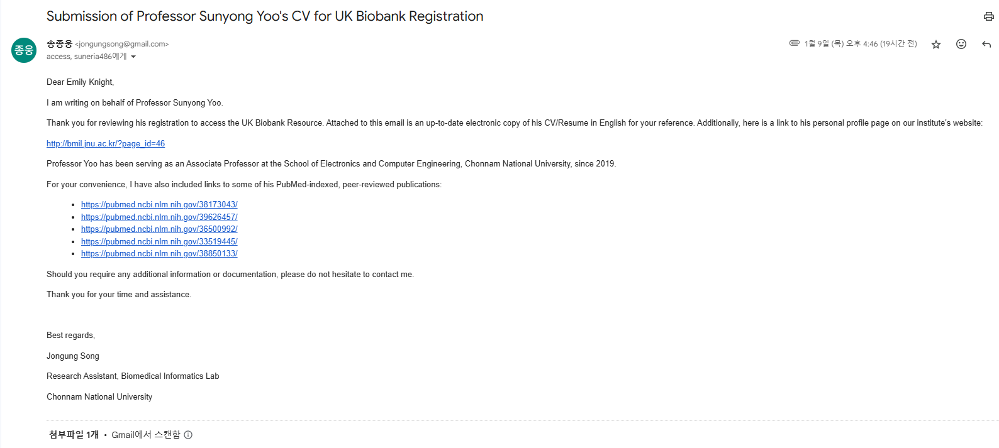 Submission of Professor Sunyong Yoo's CV for UK Biobank Registration
종웅
송종웅 <jongungsong@gmail.com>
1월 9일 (목) 오후 4:46 (19시간 전)
access, suneria486에게
Dear Emily Knight,
I am writing on behalf of Professor Sunyong Yoo.
Thank you for reviewing his registration to access the UK Biobank Resource. Attached to this email is an up-to-date electronic copy of his CV/Resume in English for your reference. Additionally, here is a link to his personal profile page on our institute's website:
http://bmil.jnu.ac.kr/?page_id=46
Professor Yoo has been serving as an Associate Professor at the School of Electronics and Computer Engineering, Chonnam National University, since 2019.
For your convenience, I have also included links to some of his PubMed-indexed, peer-reviewed publications:
• https://pubmed.ncbi.nlm.nih.gov/38173043/
• https://pubmed.ncbi.nlm.nih.gov/39626457/
• https://pubmed.ncbi.nlm.nih.gov/36500992/
• https://pubmed.ncbi.nlm.nih.gov/33519445/
• https://pubmed.ncbi.nlm.nih.gov/38850133/
Should you require any additional information or documentation, please do not hesitate to contact me.
Thank you for your time and assistance.
Best regards,
Jongung Song
Research Assistant, Biomedical Informatics Lab
Chonnam National University
첨부파일 1개 • Gmail에서 스캔함